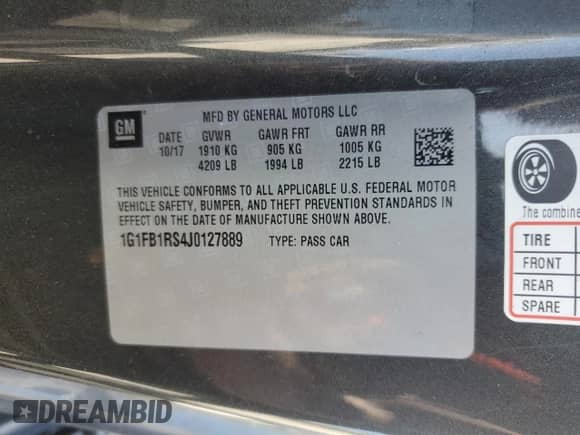 GM
MFD BY GENERAL MOTORS LLC
DATE GVWR GAWR FRT GAWR RR
10/17 1910 KG 905 KG 1005 KG
4209 LB 1994 LB 2215 LB
THIS VEHICLE CONFORMS TO ALL APPLICABLE U.S. FEDERAL MOTOR
VEHICLE SAFETY, BUMPER, AND THEFT PREVENTION STANDARDS IN
EFFECT ON THE DATE OF MANUFACTURE SHOWN ABOVE.
1G1FB1RS4J0127889 TYPE: PASS CAR
The combine
TIRE
FRONT
REAR
SPARE
DREAMBID